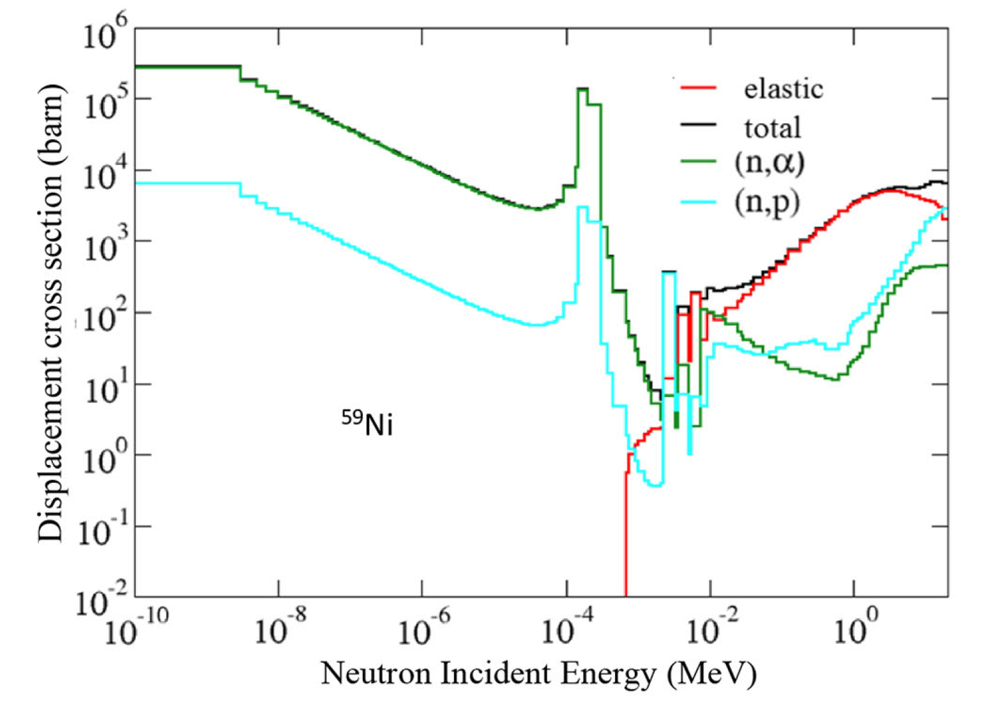 10^6
10^5
10^4
10^3
10^2
10^1
10^0
10^-1
10^-2
Displacement cross section (barn)
elastic
total
(n,α)
(n,p)
^59Ni
10^-10 10^-8 10^-6 10^-4 10^-2 10^0
Neutron Incident Energy (MeV)